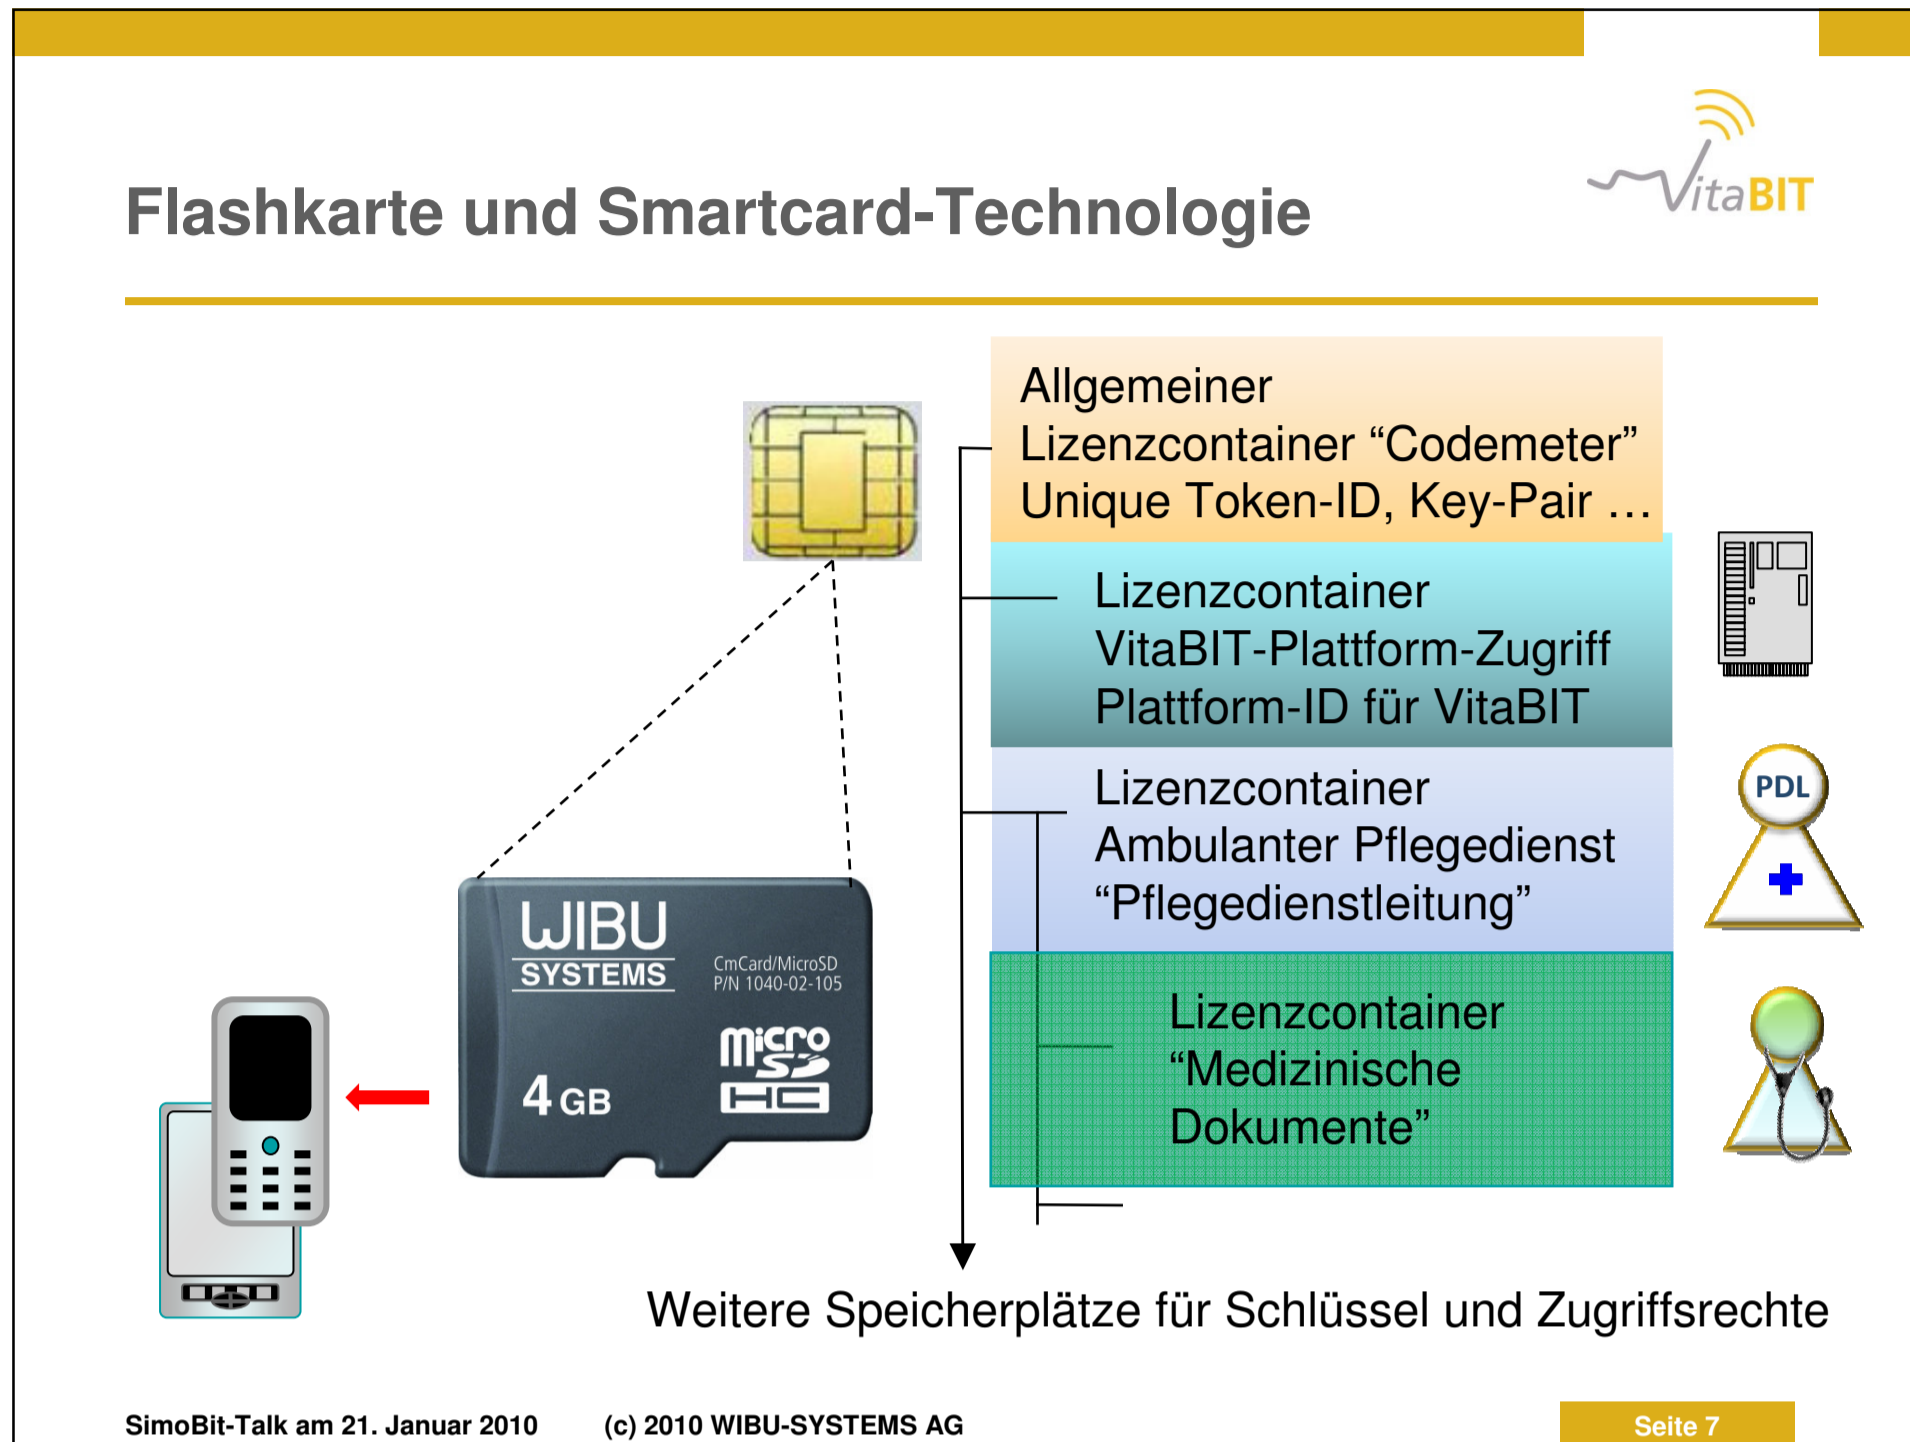 VitaBIT
Flashkarte und Smartcard-Technologie
Allgemeiner
Lizenzcontainer “Codemeter”
Unique Token-ID, Key-Pair …
Lizenzcontainer
VitaBIT-Plattform-Zugriff
Plattform-ID für VitaBIT
Lizenzcontainer
Ambulanter Pflegedienst
“Pflegedienstleitung”
PDL
Lizenzcontainer
“Medizinische
Dokumente”
WIBU
SYSTEMS
CmCard/MicroSD
P/N 1040-02-105
micro
SD
HC
4 GB
Weitere Speicherplätze für Schlüssel und Zugriffsrechte
SimoBit-Talk am 21. Januar 2010 (c) 2010 WIBU-SYSTEMS AG Seite 7